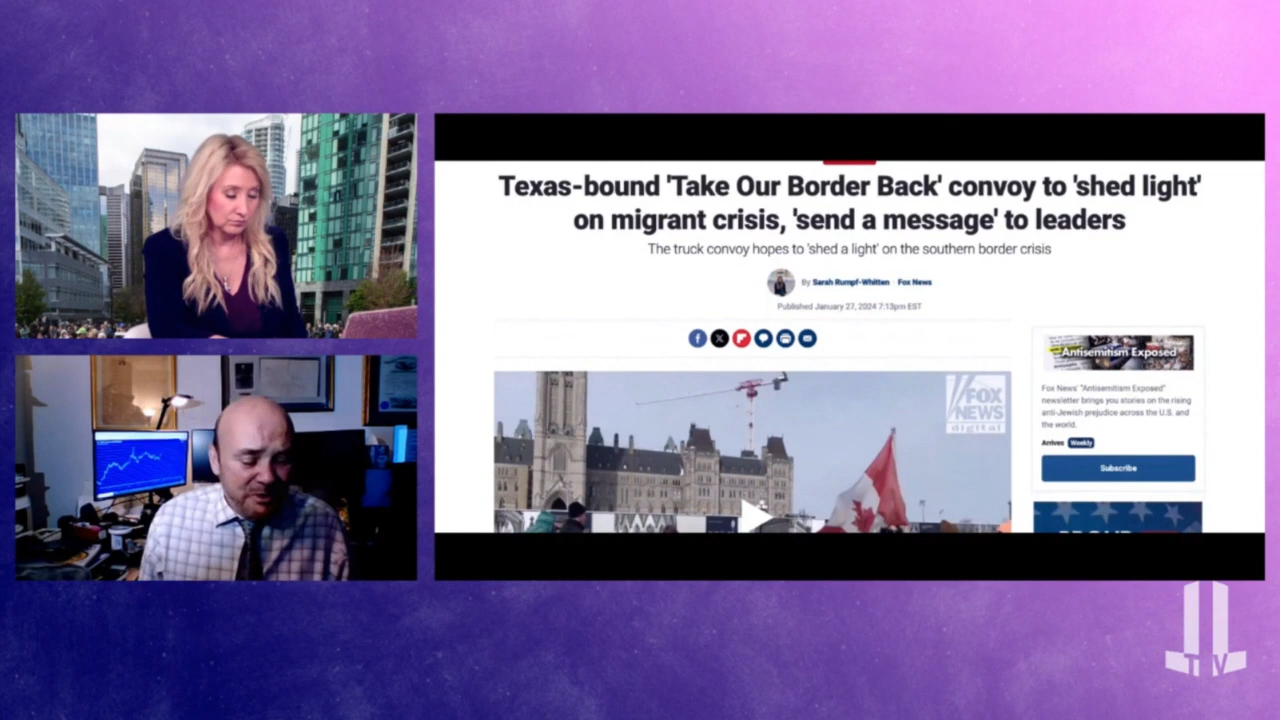 Texas-bound 'Take Our Border Back' convoy to 'shed light'
on migrant crisis, 'send a message' to leaders
The truck convoy hopes to 'shed a light' on the southern border crisis
By Sarah Rumpf-Whitten · Fox News
Published January 27, 2024 7:13pm EST
FOX
NEWS
digital
Antisemitism Exposed
Fox News' "Antisemitism Exposed"
newsletter brings you stories on the rising
anti-Jewish prejudice across the U.S. and
the world.
Arrives Weekly
Subscribe
TV